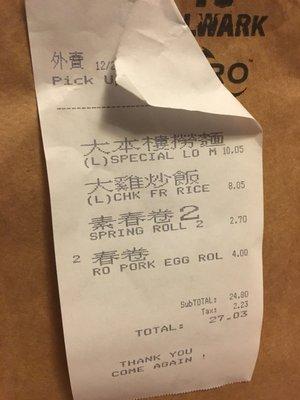 LWARK
RO
外賣 12/2
Pick U
大本樓撈麵
(L)SPECIAL LO M 10.05
大雞炒飯
(L)CHK FR RICE 8.05
素春卷2
SPRING ROLL 2 2.70
2 春卷
RO PORK EGG ROL 4.00
SubTOTAL: 24.80
Tax: 2.23
TOTAL: 27.03
THANK YOU
COME AGAIN !